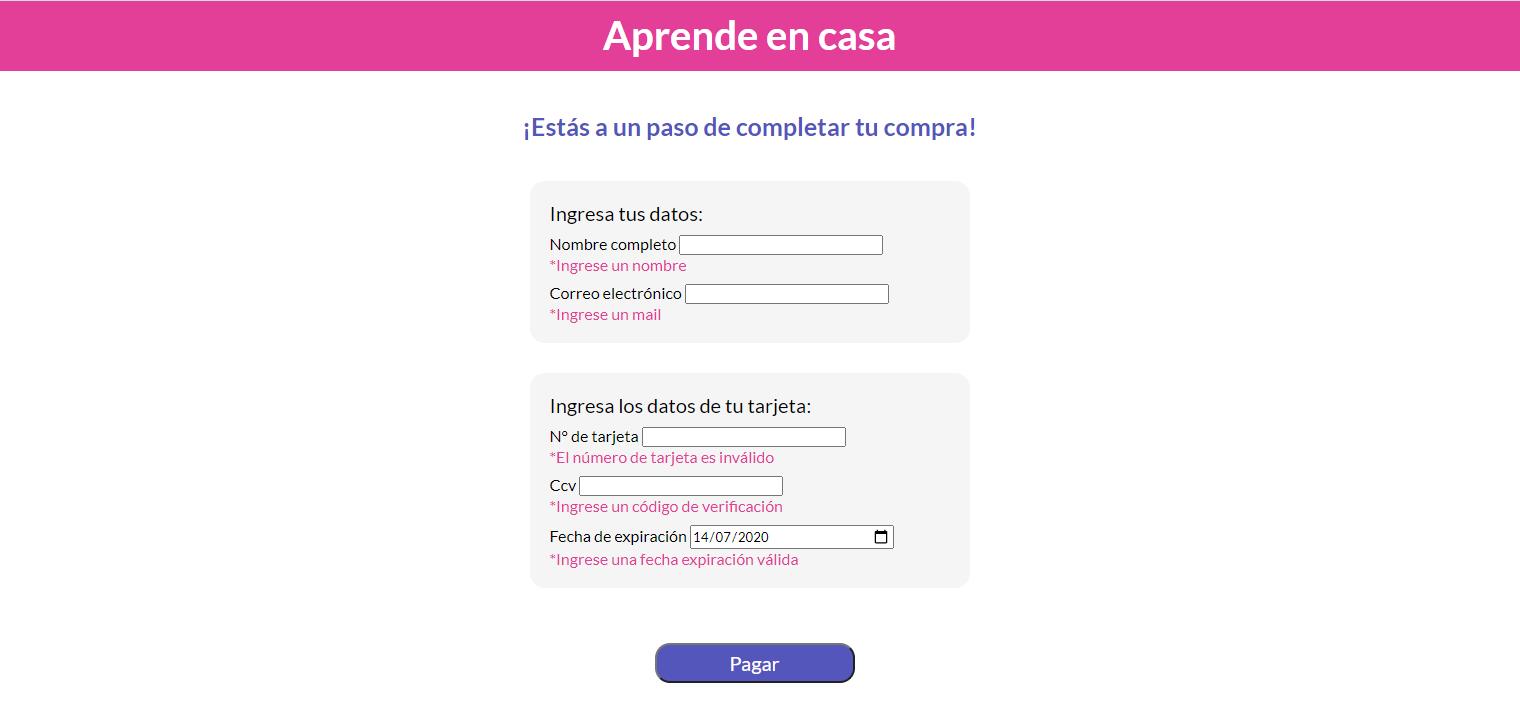 Aprende en casa
¡Estás a un paso de completar tu compra!
Ingresa tus datos:
Nombre completo
*Ingrese un nombre
Correo electrónico
*Ingrese un mail
Ingresa los datos de tu tarjeta:
N° de tarjeta
*El número de tarjeta es inválido
Ccv
*Ingrese un código de verificación
Fecha de expiración 14/07/2020
*Ingrese una fecha expiración válida
Pagar